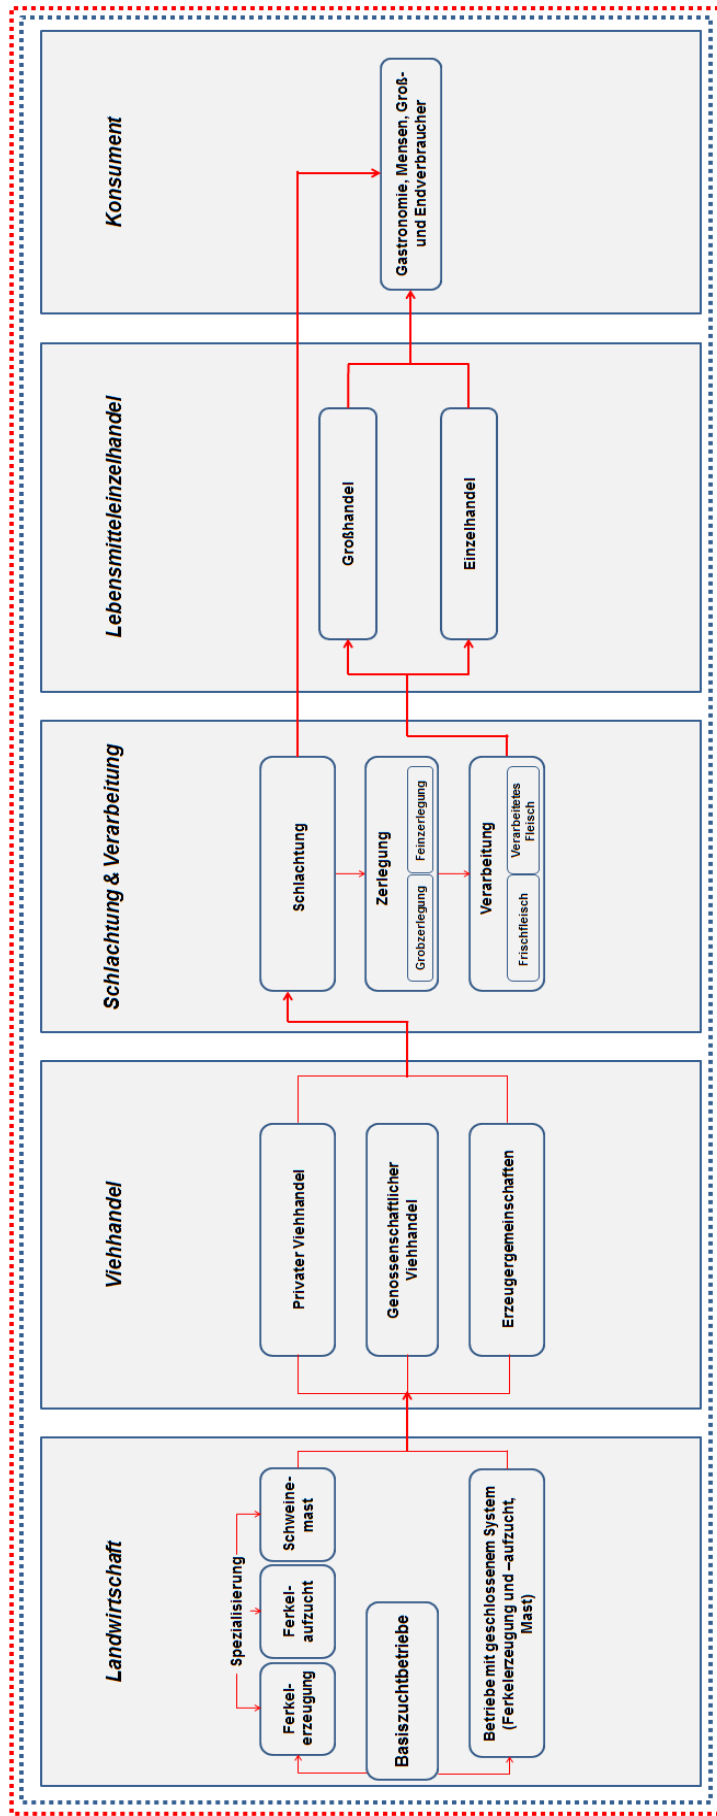 Landwirtschaft
Spezialisierung
Ferkel-
erzeugung
Ferkel-
aufzucht
Schweine-
mast
Basiszuchtbetriebe
Betriebe mit geschlossenem System
(Ferkelerzeugung und –aufzucht,
Mast)
Viehhandel
Privater Viehhandel
Genossenschaftlicher
Viehhandel
Erzeugergemeinschaften
Schlachtung & Verarbeitung
Schlachtung
Zerlegung
Grobzerlegung
Feinzerlegung
Verarbeitung
Frischfleisch
Verarbeitetes
Fleisch
Lebensmitteleinzelhandel
Großhandel
Einzelhandel
Konsument
Gastronomie, Mensen, Groß-
und Endverbraucher